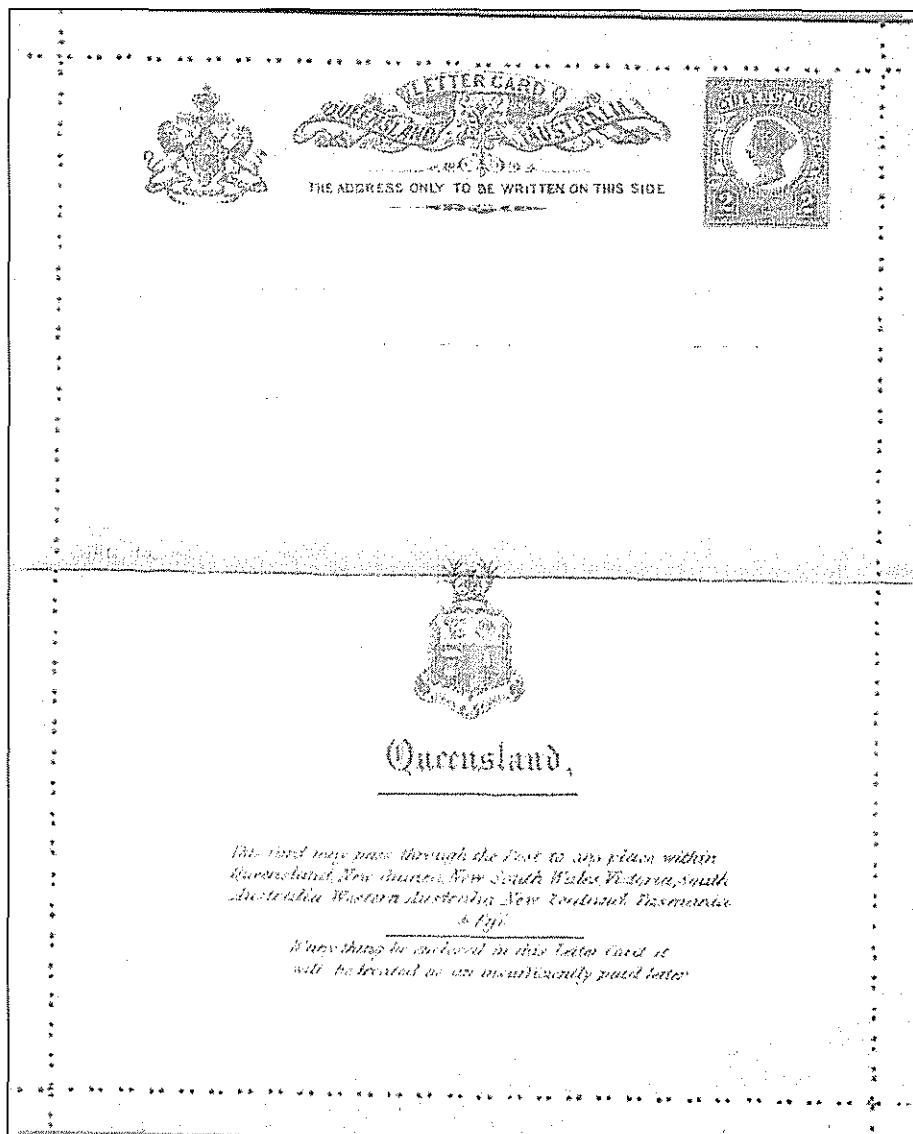 LETTER CARD
QUEENSLAND AUSTRALIA
THE ADDRESS ONLY TO BE WRITTEN ON THIS SIDE
QUEENSLAND
2 2
Queensland,
This Card may pass through the Post to any place within
Queensland, New Guinea, New South Wales, Victoria, South
Australia, Western Australia, New Zealand, Tasmania
& Fiji
If any thing be enclosed in this Letter Card it
will be treated as an insufficiently paid letter